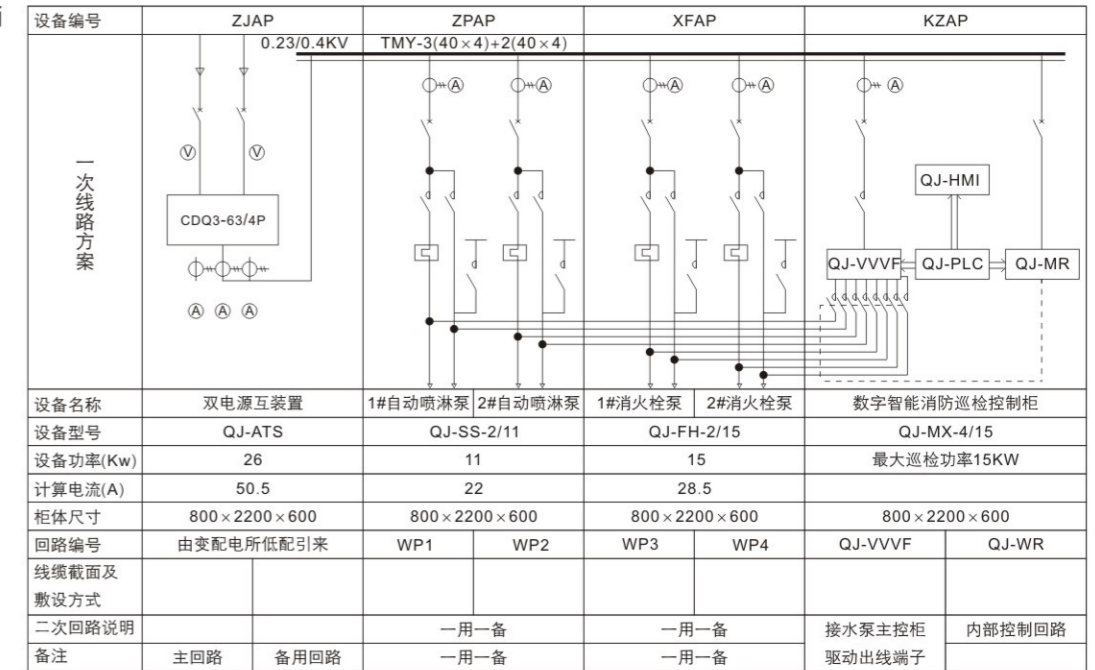 设备编号 ZJAP ZPAP XFAP KZAP
0.23/0.4KV TMY-3(40×4)+2(40×4)
A A A A A
V V
一次线路方案
QJ-HMI
CDQ3-63/4P
QJ-VVVF QJ-PLC QJ-MR
A A A
设备名称 双电源互装置 1#自动喷淋泵 2#自动喷淋泵 1#消火栓泵 2#消火栓泵 数字智能消防巡检控制柜
设备型号 QJ-ATS QJ-SS-2/11 QJ-FH-2/15 QJ-MX-4/15
设备功率(Kw) 26 11 15 最大巡检功率15KW
计算电流(A) 50.5 22 28.5
柜体尺寸 800×2200×600 800×2200×600 800×2200×600 800×2200×600
回路编号 由变配电所低配引来 WP1 WP2 WP3 WP4 QJ-VVVF QJ-WR
线缆截面及
敷设方式
二次回路说明 一用一备 一用一备 接水泵主控柜 内部控制回路
备注 主回路 备用回路 一用一备 一用一备 驱动出线端子